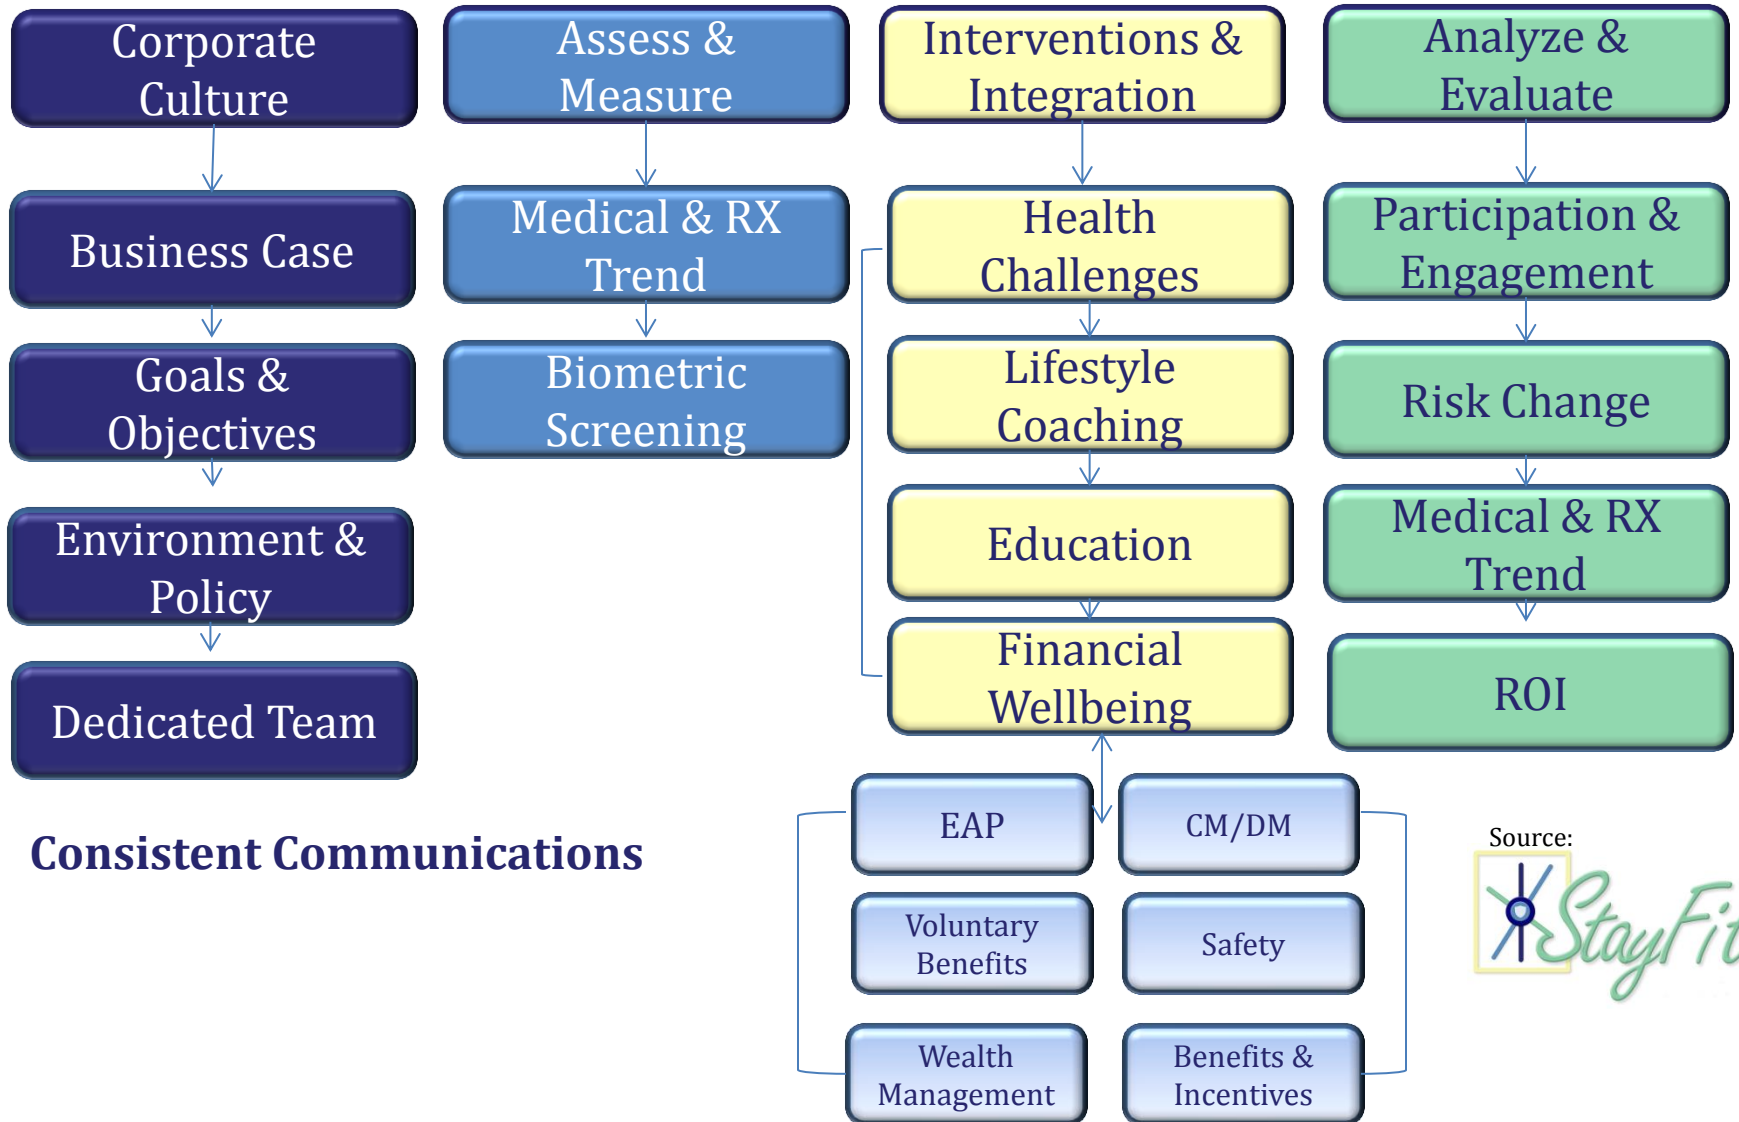 Corporate
Culture
Business Case
Goals &
Objectives
Environment &
Policy
Dedicated Team
Assess &
Measure
Medical & RX
Trend
Biometric
Screening
Interventions &
Integration
Health
Challenges
Lifestyle
Coaching
Education
Financial
Wellbeing
EAP
CM/DM
Voluntary
Benefits
Safety
Wealth
Management
Benefits &
Incentives
Analyze &
Evaluate
Participation &
Engagement
Risk Change
Medical & RX
Trend
ROI
Consistent Communications
Source:
StayFit